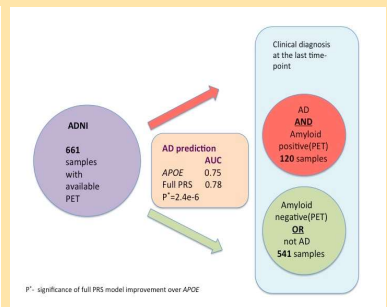 ADNI
661
samples
with
available
PET
AD prediction
AUC
APOE 0.75
Full PRS 0.78
P*=2.4e-6
Clinical diagnosis
at the last time-
point
AD
AND
Amyloid
positive(PET)
120 samples
Amyloid
negative(PET)
OR
not AD
541 samples
P*- significance of full PRS model improvement over APOE